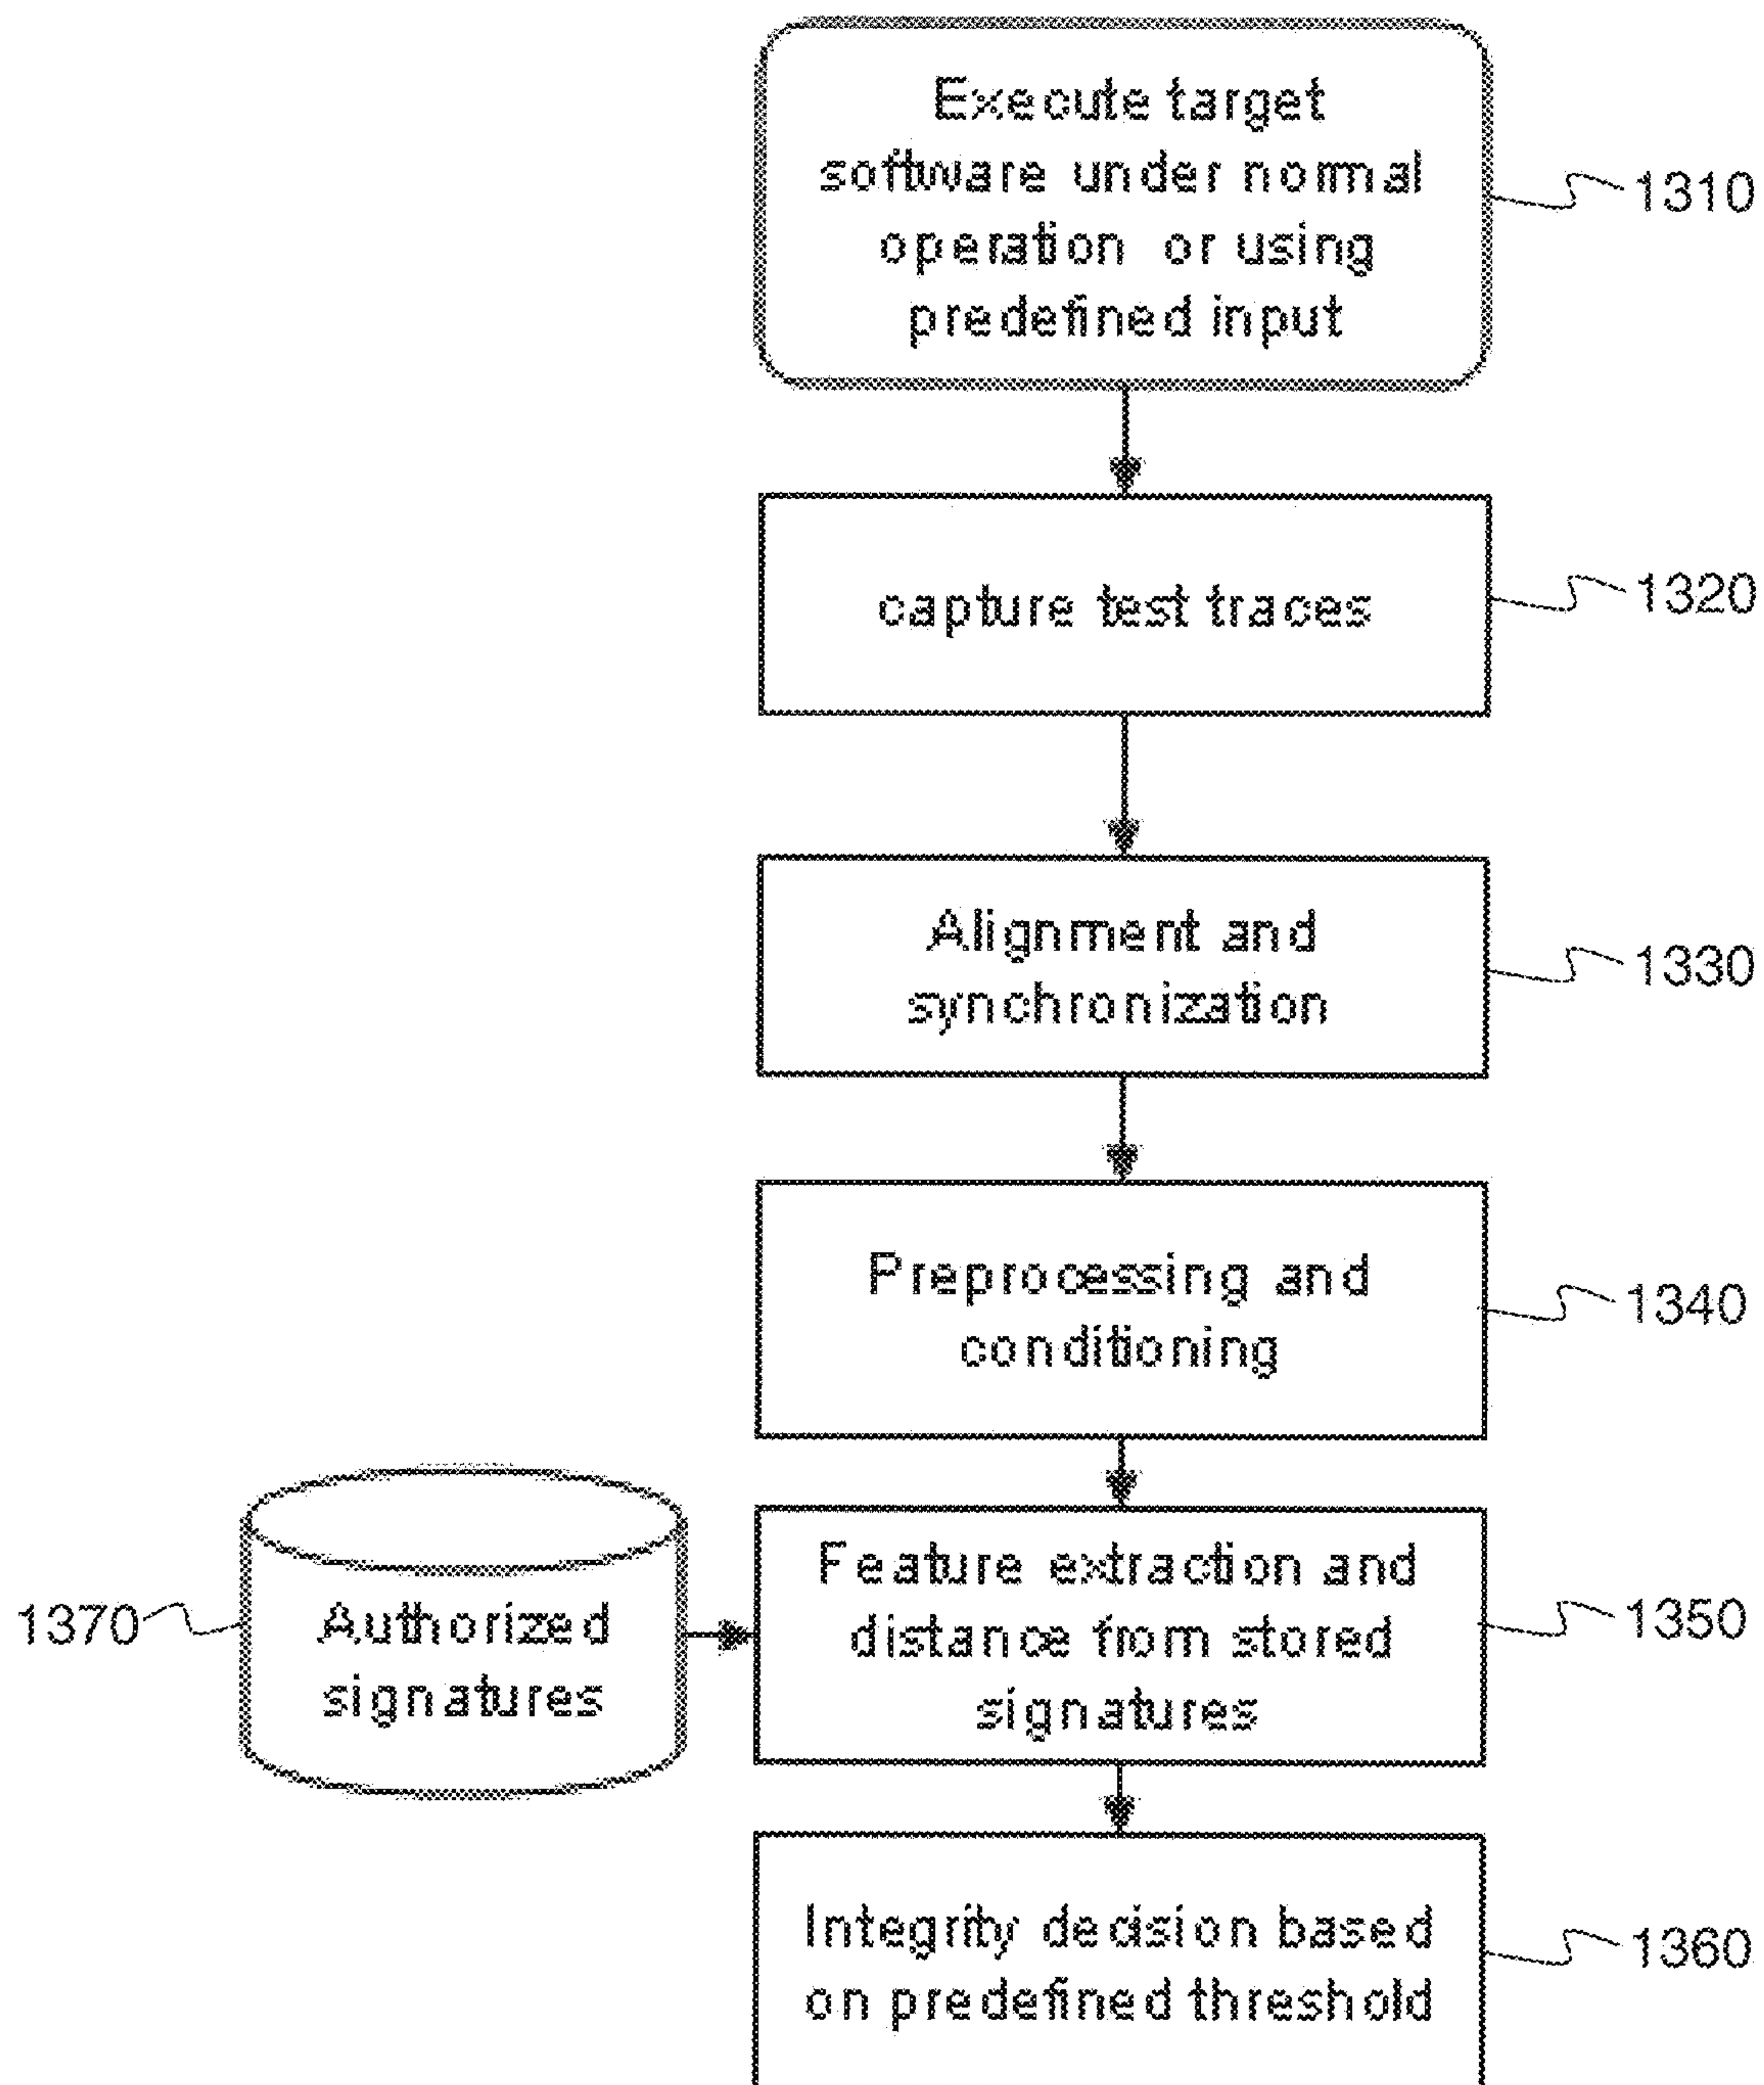 Execute target
software under normal
operation or using
predefined input
1310
capture test traces
1320
Alignment and
synchronization
1330
Preprocessing and
conditioning
1340
Authorized
signatures
1370
Feature extraction and
distance from stored
signatures
1350
Integrity decision based
on predefined threshold
1360